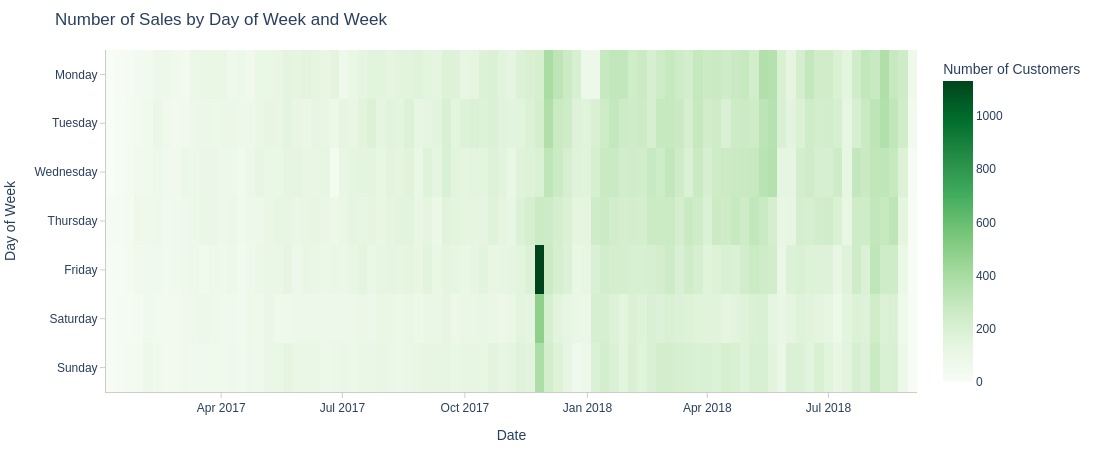 Number of Sales by Day of Week and Week
Number of Customers
Monday
Tuesday
Wednesday
Thursday
Friday
Saturday
Sunday
Day of Week
1000
800
600
400
200
0
Apr 2017
Jul 2017
Oct 2017
Jan 2018
Apr 2018
Jul 2018
Date